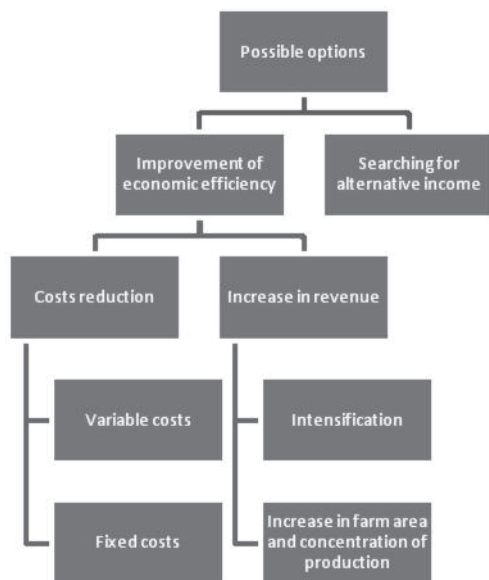 Possible options
Improvement of
economic efficiency
Searching for
alternative income
Costs reduction
Increase in revenue
Variable costs
Intensification
Fixed costs
Increase in farm area
and concentration of
production